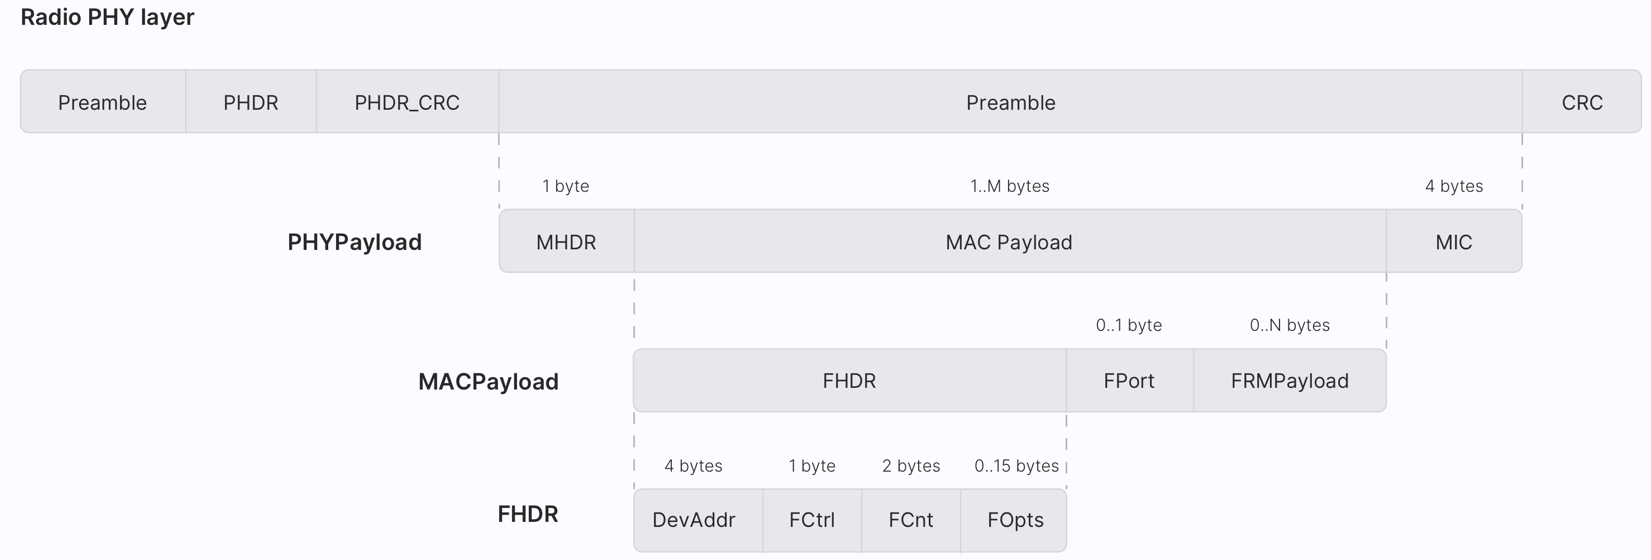 Radio PHY layer
Preamble PHDR PHDR_CRC Preamble CRC
1 byte 1..M bytes 4 bytes
PHYPayload MHDR MAC Payload MIC
0..1 byte 0..N bytes
MACPayload FHDR FPort FRMPayload
4 bytes 1 byte 2 bytes 0..15 bytes
FHDR DevAddr FCtrl FCnt FOpts